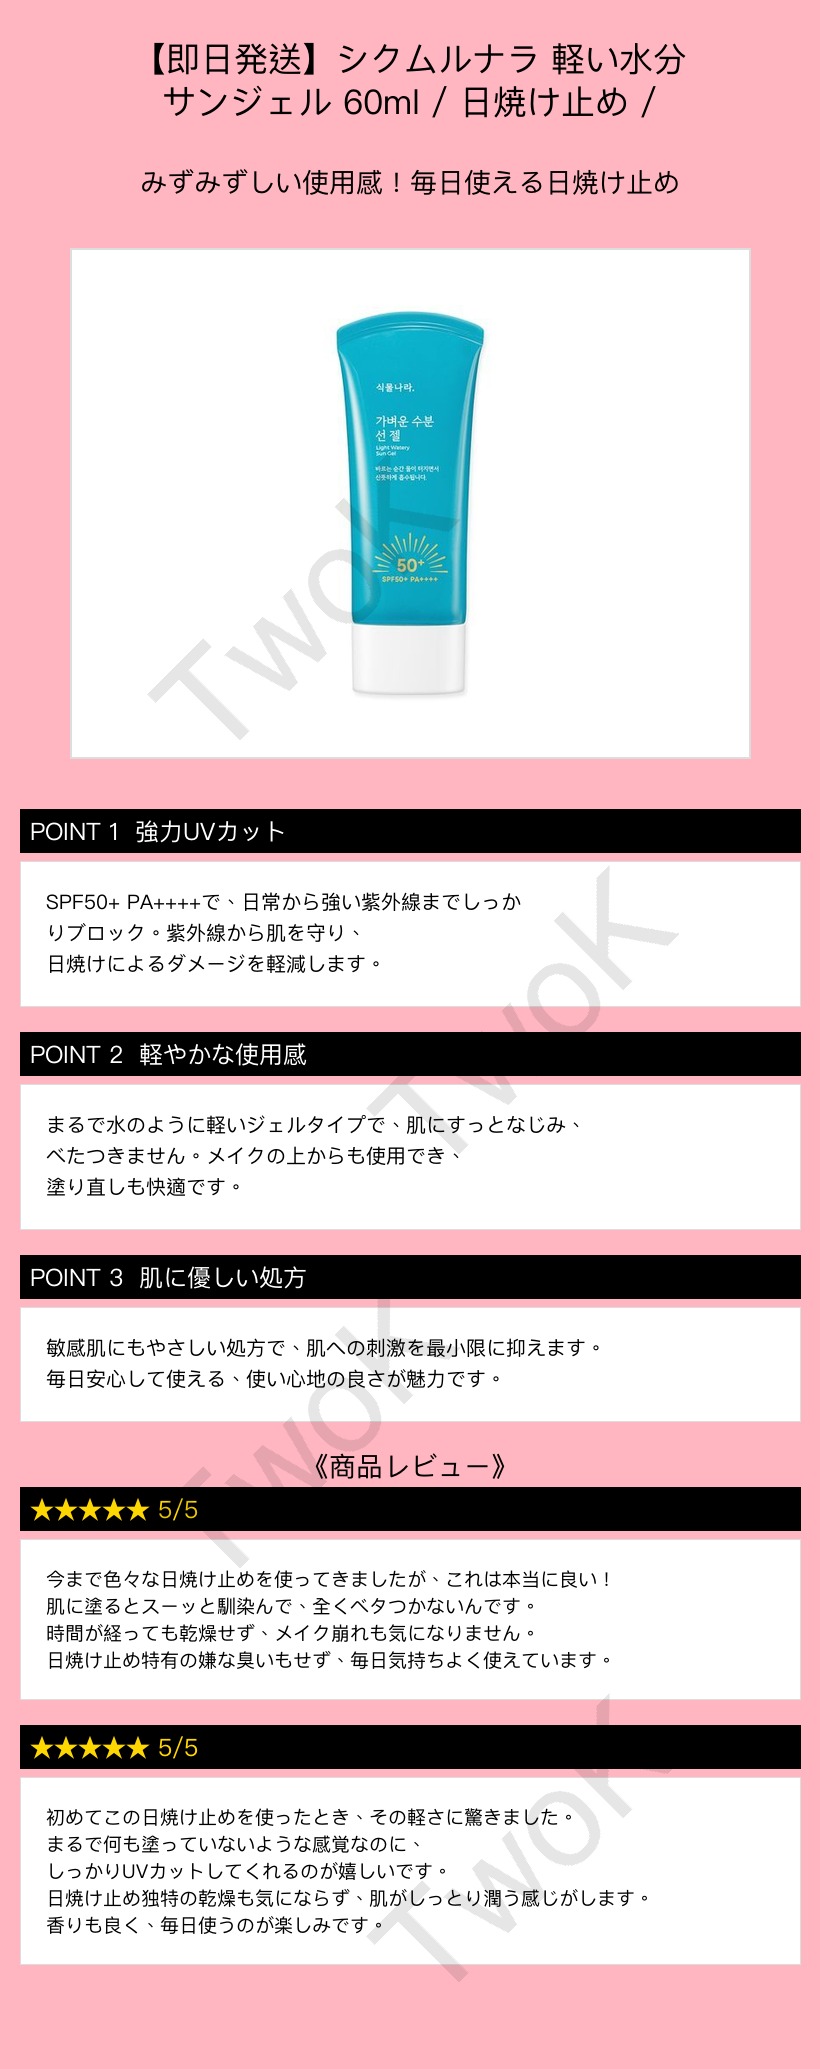 【即日発送】シクムルナラ 軽い水分
サンジェル 60ml / 日焼け止め /
みずみずしい使用感！毎日使える日焼け止め
식물나라.
가벼운 수분
선 젤
Light Watery
Sun Gel
바르는 순간 물이 터지면서
산뜻하게 흡수됩니다.
50+
SPF50+ PA++++
TwoK
POINT 1 強力UVカット
SPF50+ PA++++で、日常から強い紫外線までしっか
りブロック。紫外線から肌を守り、
日焼けによるダメージを軽減します。
TwoK
POINT 2 軽やかな使用感
まるで水のように軽いジェルタイプで、肌にすっとなじみ、
べたつきません。メイクの上からも使用でき、
塗り直しも快適です。
POINT 3 肌に優しい処方
敏感肌にもやさしい処方で、肌への刺激を最小限に抑えます。
毎日安心して使える、使い心地の良さが魅力です。
TwoK
《商品レビュー》
★★★★★ 5/5
今まで色々な日焼け止めを使ってきましたが、これは本当に良い！
肌に塗るとスーッと馴染んで、全くベタつかないんです。
時間が経っても乾燥せず、メイク崩れも気になりません。
日焼け止め特有の嫌な臭いもせず、毎日気持ちよく使えています。
★★★★★ 5/5
初めてこの日焼け止めを使ったとき、その軽さに驚きました。
まるで何も塗っていないような感覚なのに、
しっかりUVカットしてくれるのが嬉しいです。
日焼け止め独特の乾燥も気にならず、肌がしっとり潤う感じがします。
香りも良く、毎日使うのが楽しみです。
TwoK